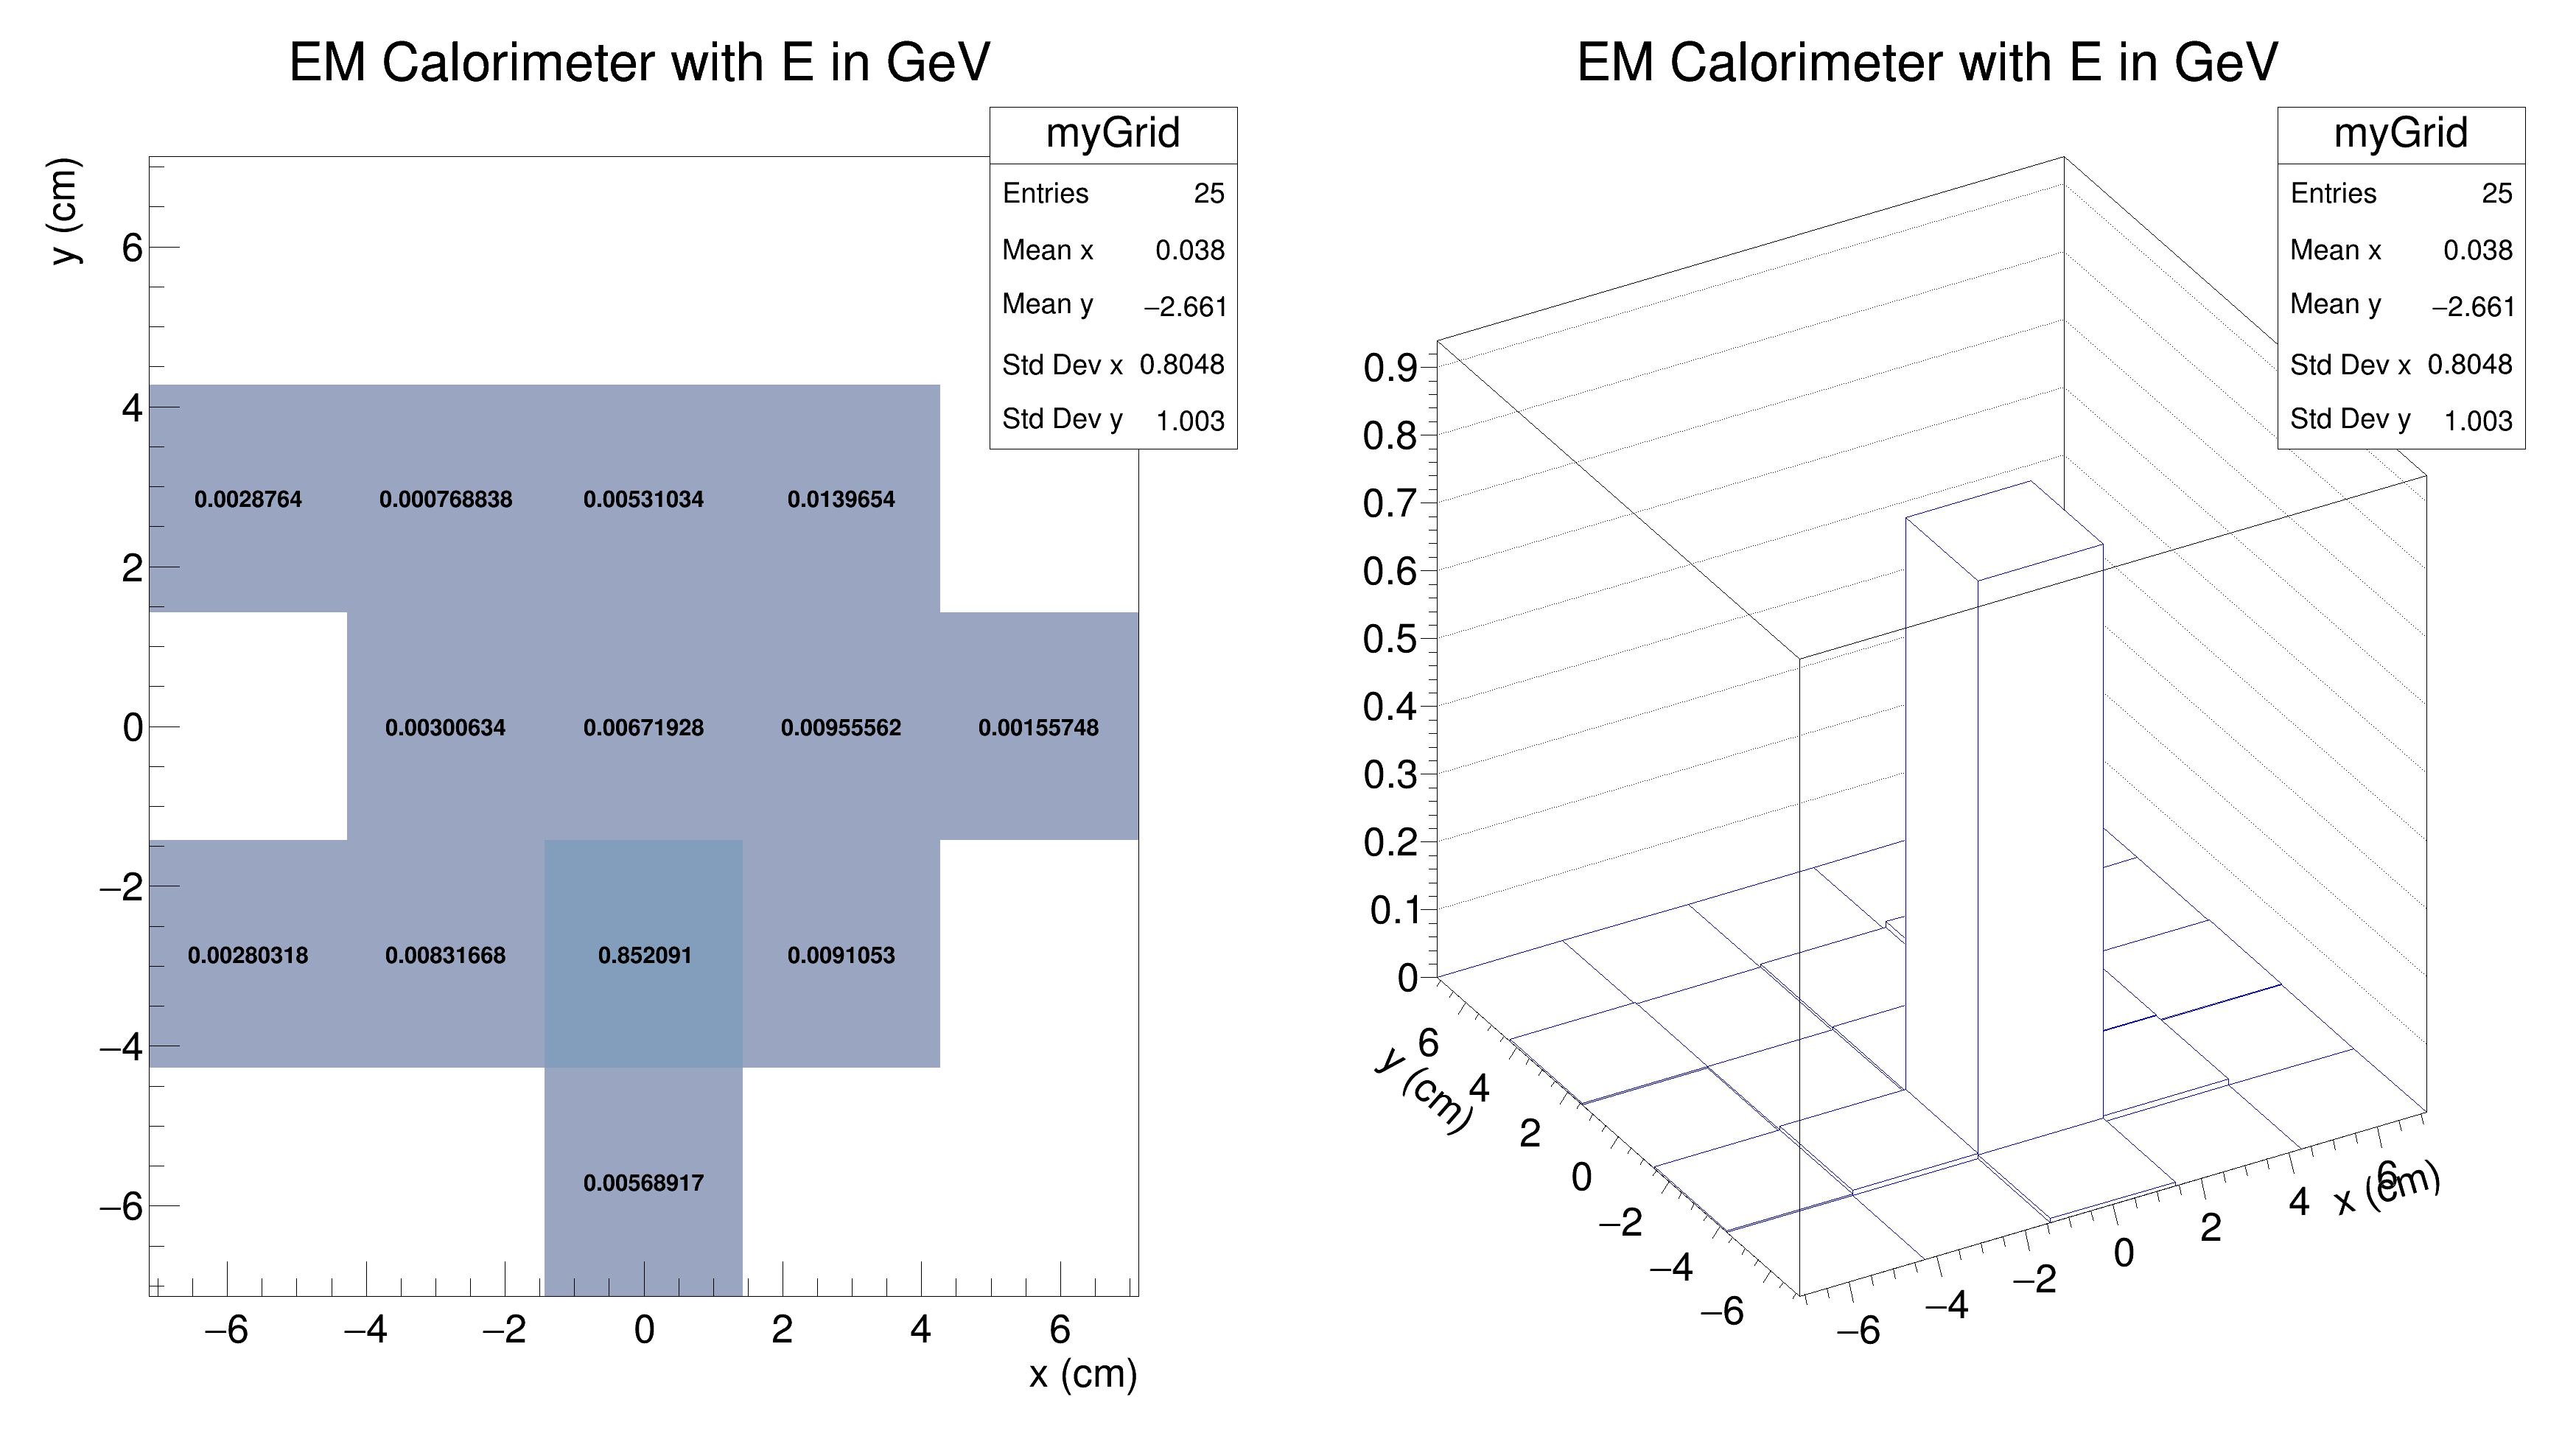 EM Calorimeter with E in GeV
myGrid
Entries 25
Mean x 0.038
Mean y −2.661
Std Dev x 0.8048
Std Dev y 1.003
y (cm)
6
4
2
0
−2
−4
−6
0.0028764 0.000768838 0.00531034 0.0139654
0.00300634 0.00671928 0.00955562 0.00155748
0.00280318 0.00831668 0.852091 0.0091053
0.00568917
−6 −4 −2 0 2 4 6
x (cm)
EM Calorimeter with E in GeV
myGrid
Entries 25
Mean x 0.038
Mean y −2.661
Std Dev x 0.8048
Std Dev y 1.003
0.9
0.8
0.7
0.6
0.5
0.4
0.3
0.2
0.1
0
y (cm)
6
4
2
0
−2
−4
−6
−6 −4 −2 0 2 4 6
x (cm)